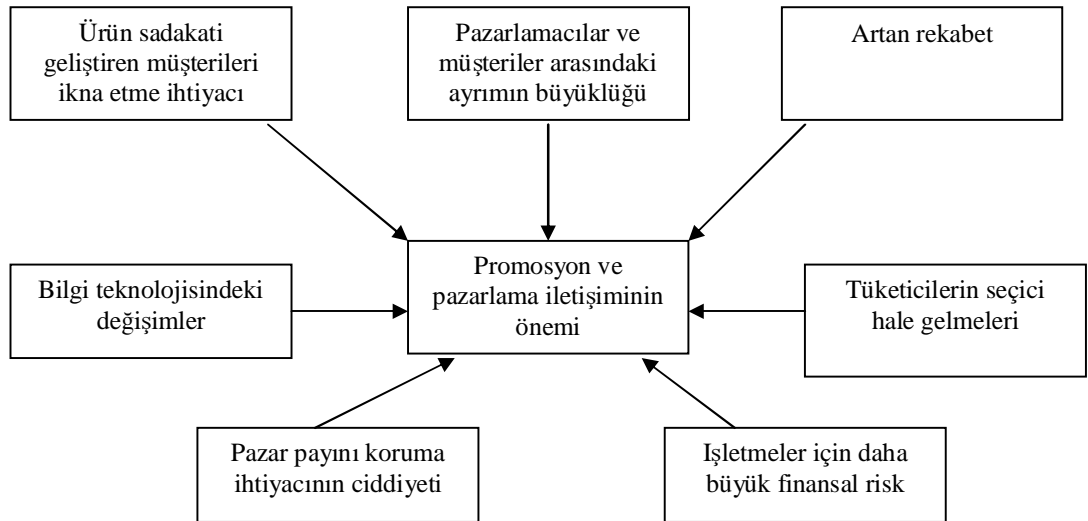 Ürün sadakati
geliştiren müşterileri
ikna etme ihtiyacı
Pazarlamacılar ve
müşteriler arasındaki
ayrımın büyüklüğü
Artan rekabet
Bilgi teknolojisindeki
değişimler
Promosyon ve
pazarlama iletişiminin
önemi
Tüketicilerin seçici
hale gelmeleri
Pazar payını koruma
ihtiyacının ciddiyeti
Işletmeler için daha
büyük finansal risk